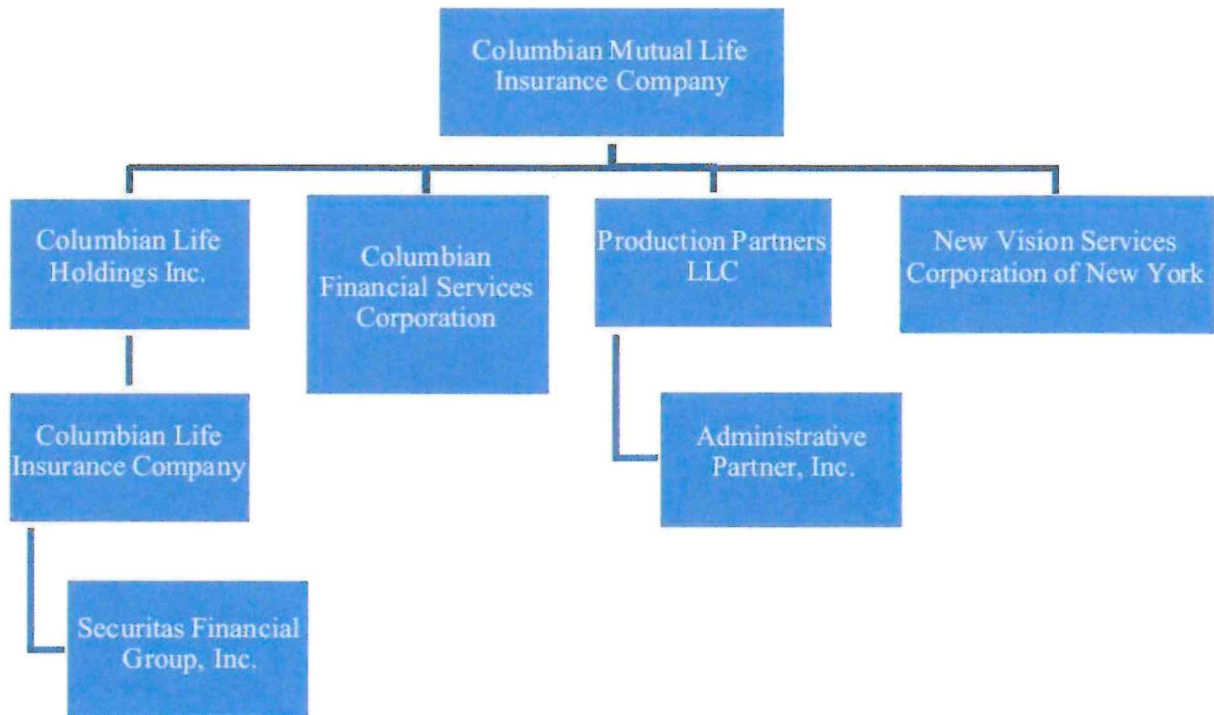 Columbian Mutual Life
Insurance Company
Columbian Life
Holdings Inc.
Columbian
Financial Services
Corporation
Production Partners
LLC
New Vision Services
Corporation of New York
Columbian Life
Insurance Company
Administrative
Partner, Inc.
Securitas Financial
Group, Inc.